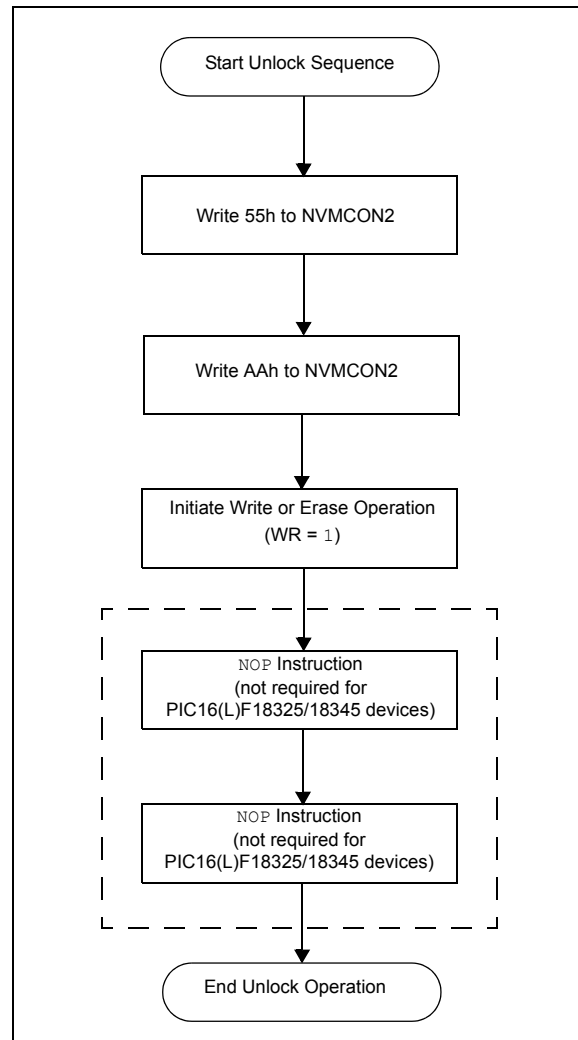 Start Unlock Sequence
Write 55h to NVMCON2
Write AAh to NVMCON2
Initiate Write or Erase Operation
(WR = 1)
NOP Instruction
(not required for
PIC16(L)F18325/18345 devices)
NOP Instruction
(not required for
PIC16(L)F18325/18345 devices)
End Unlock Operation